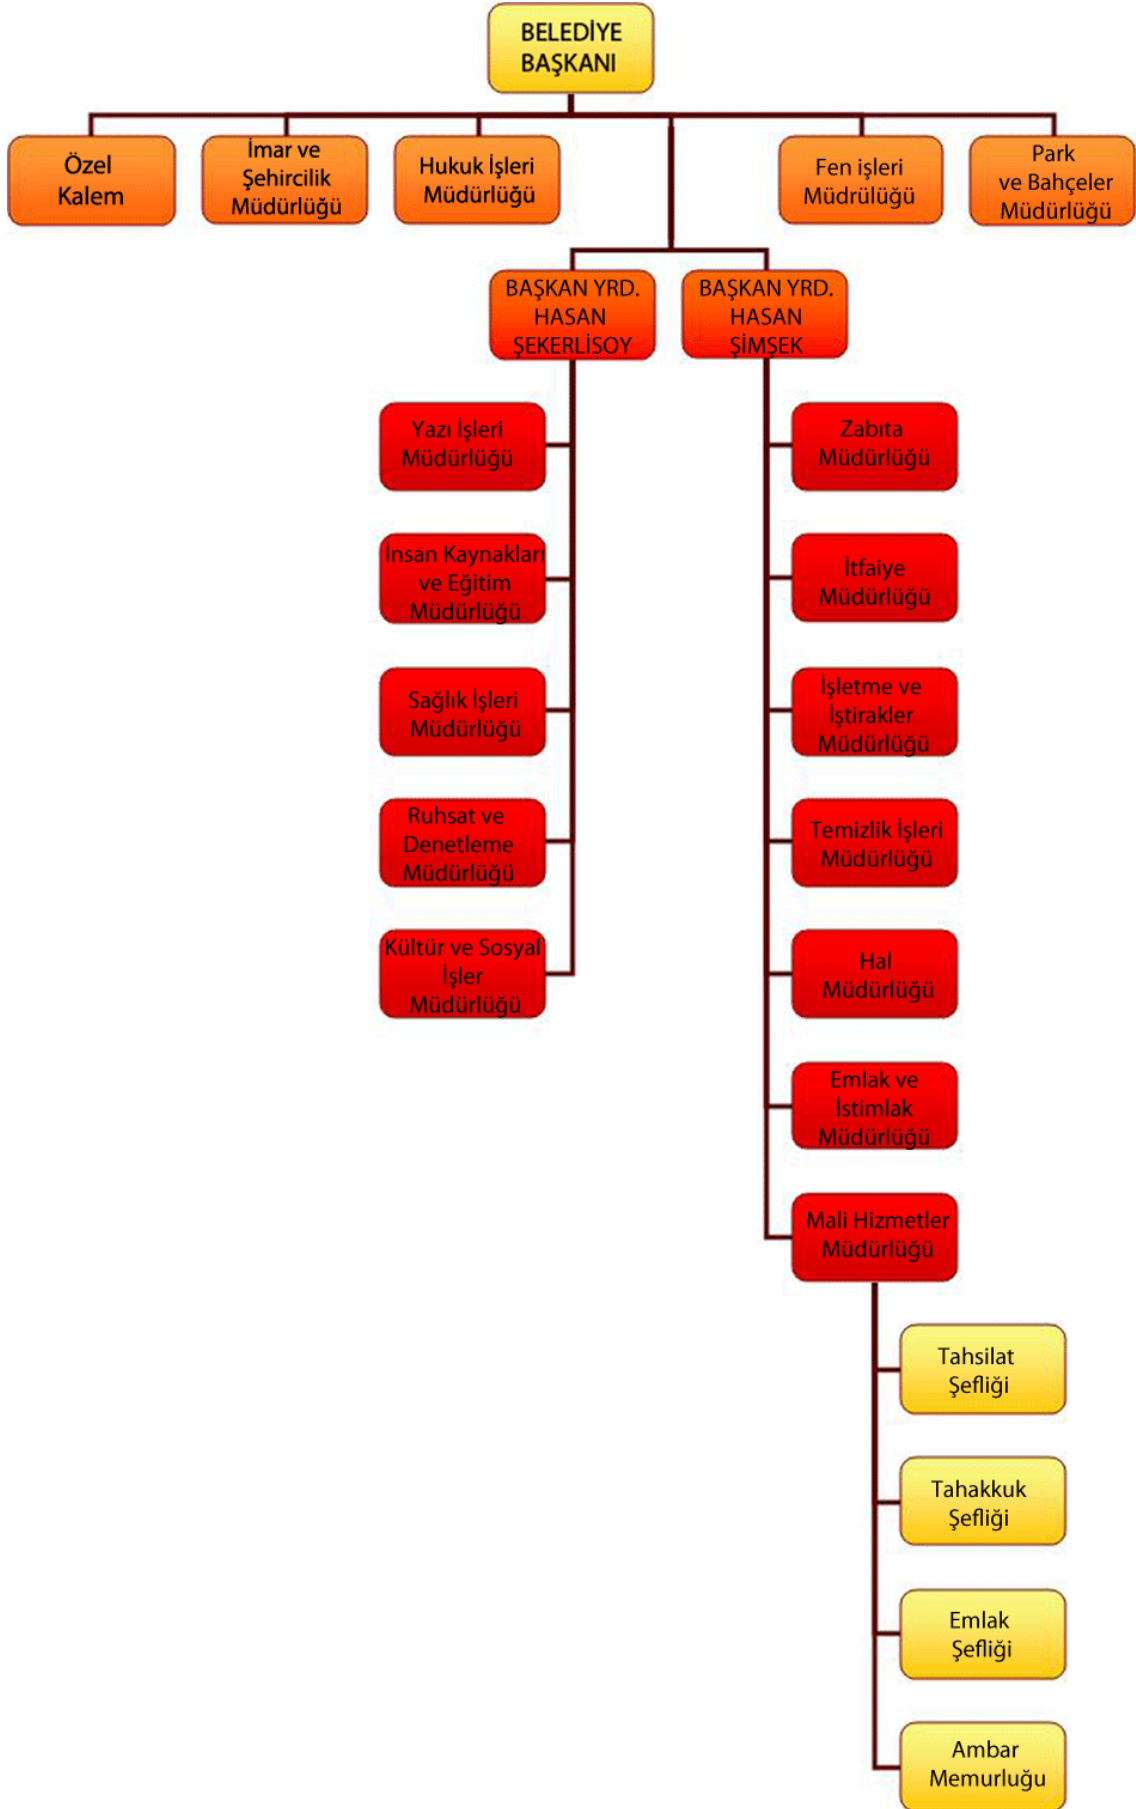 BELEDİYE
BAŞKANI
Özel
Kalem
İmar ve
Şehircilik
Müdürlüğü
Hukuk İşleri
Müdürlüğü
Fen işleri
Müdrülüğü
Park
ve Bahçeler
Müdürlüğü
BAŞKAN YRD.
HASAN
ŞEKERLİSOY
BAŞKAN YRD.
HASAN
ŞİMŞEK
Yazı İşleri
Müdürlüğü
İnsan Kaynakları
ve Eğitim
Müdürlüğü
Sağlık İşleri
Müdürlüğü
Ruhsat ve
Denetleme
Müdürlüğü
Kültür ve Sosyal
İşler
Müdürlüğü
Zabıta
Müdürlüğü
İtfaiye
Müdürlüğü
İşletme ve
İştirakler
Müdürlüğü
Temizlik İşleri
Müdürlüğü
Hal
Müdürlüğü
Emlak ve
İstimlak
Müdürlüğü
Mali Hizmetler
Müdürlüğü
Tahsilat
Şefliği
Tahakkuk
Şefliği
Emlak
Şefliği
Ambar
Memurluğu